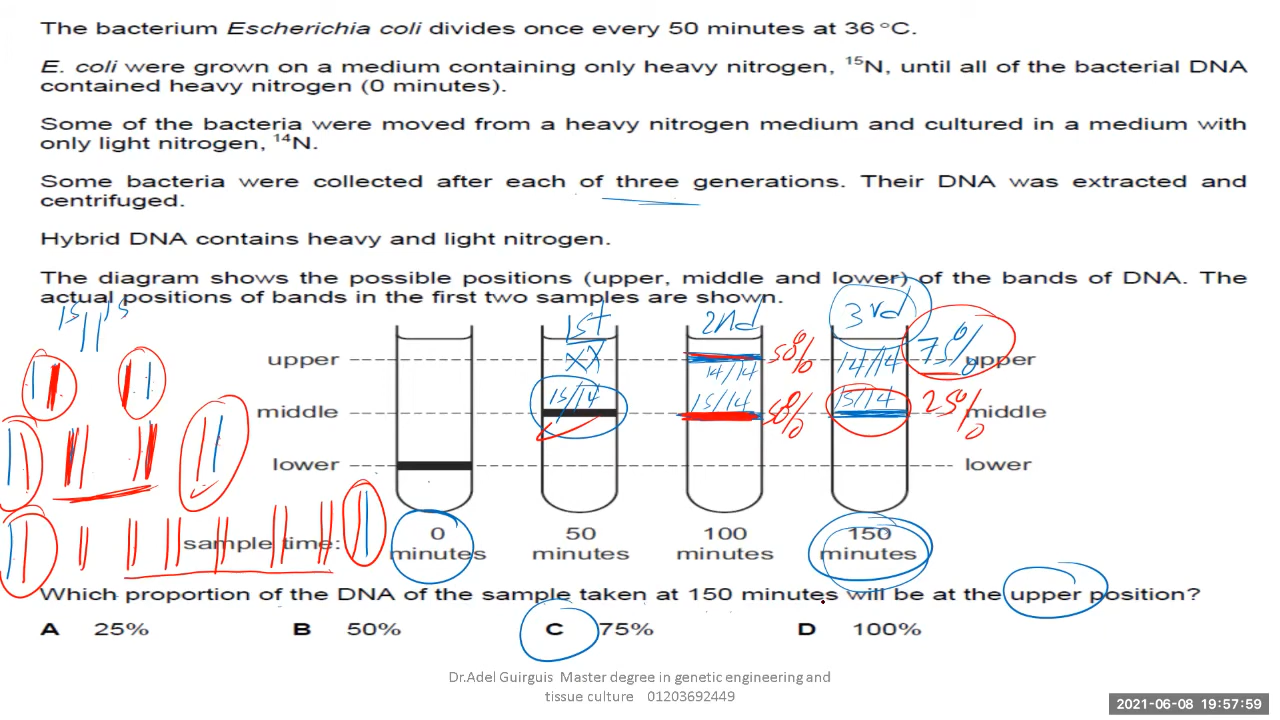 The bacterium Escherichia coli divides once every 50 minutes at 36 °C.
E. coli were grown on a medium containing only heavy nitrogen, ¹⁵N, until all of the bacterial DNA
contained heavy nitrogen (0 minutes).
Some of the bacteria were moved from a heavy nitrogen medium and cultured in a medium with
only light nitrogen, ¹⁴N.
Some bacteria were collected after each of three generations. Their DNA was extracted and
centrifuged.
Hybrid DNA contains heavy and light nitrogen.
The diagram shows the possible positions (upper, middle and lower) of the bands of DNA. The
actual positions of bands in the first two samples are shown.
15 15
1st 2nd 3rd
upper XX 14/14 50% 14/14 75% upper
middle 15/14 15/14 50% 15/14 25% middle
lower lower
sample time: 0 50 100 150
minutes minutes minutes minutes
Which proportion of the DNA of the sample taken at 150 minutes will be at the upper position?
A 25% B 50% C 75% D 100%
Dr.Adel Guirguis Master degree in genetic engineering and
tissue culture 01203692449
2021-06-08 19:57:59